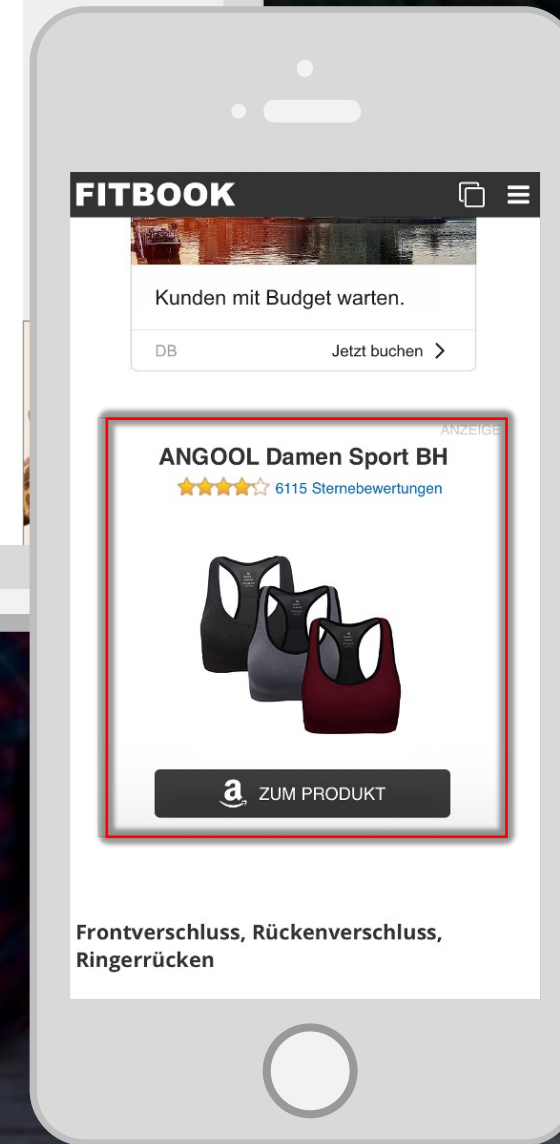 FITBOOK
Kunden mit Budget warten.
DB
Jetzt buchen
ANZEIGE
ANGOOL Damen Sport BH
6115 Sternebewertungen
ZUM PRODUKT
Frontverschluss, Rückenverschluss,
Ringerrücken